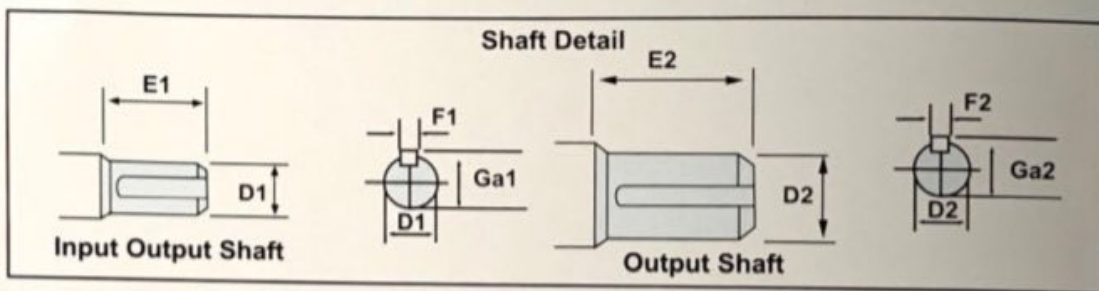 Shaft Detail
E1
F1
Ga1
D1
D1
Input Output Shaft
E2
D2
Output Shaft
F2
Ga2
D2